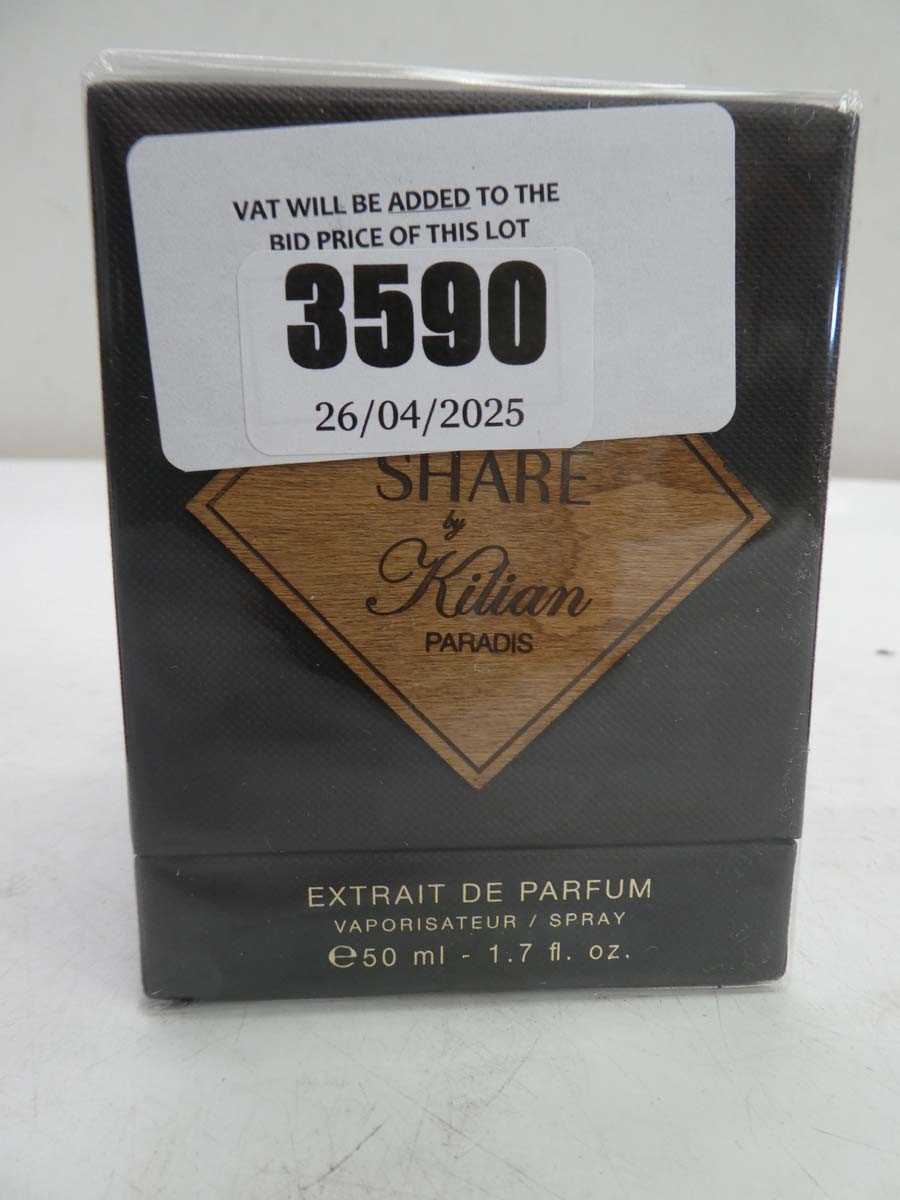 VAT WILL BE ADDED TO THE
BID PRICE OF THIS LOT
3590
26/04/2025
SHARE
by
Kilian
PARADIS
EXTRAIT DE PARFUM
VAPORISATEUR / SPRAY
℮50 ml - 1.7 fl. oz.